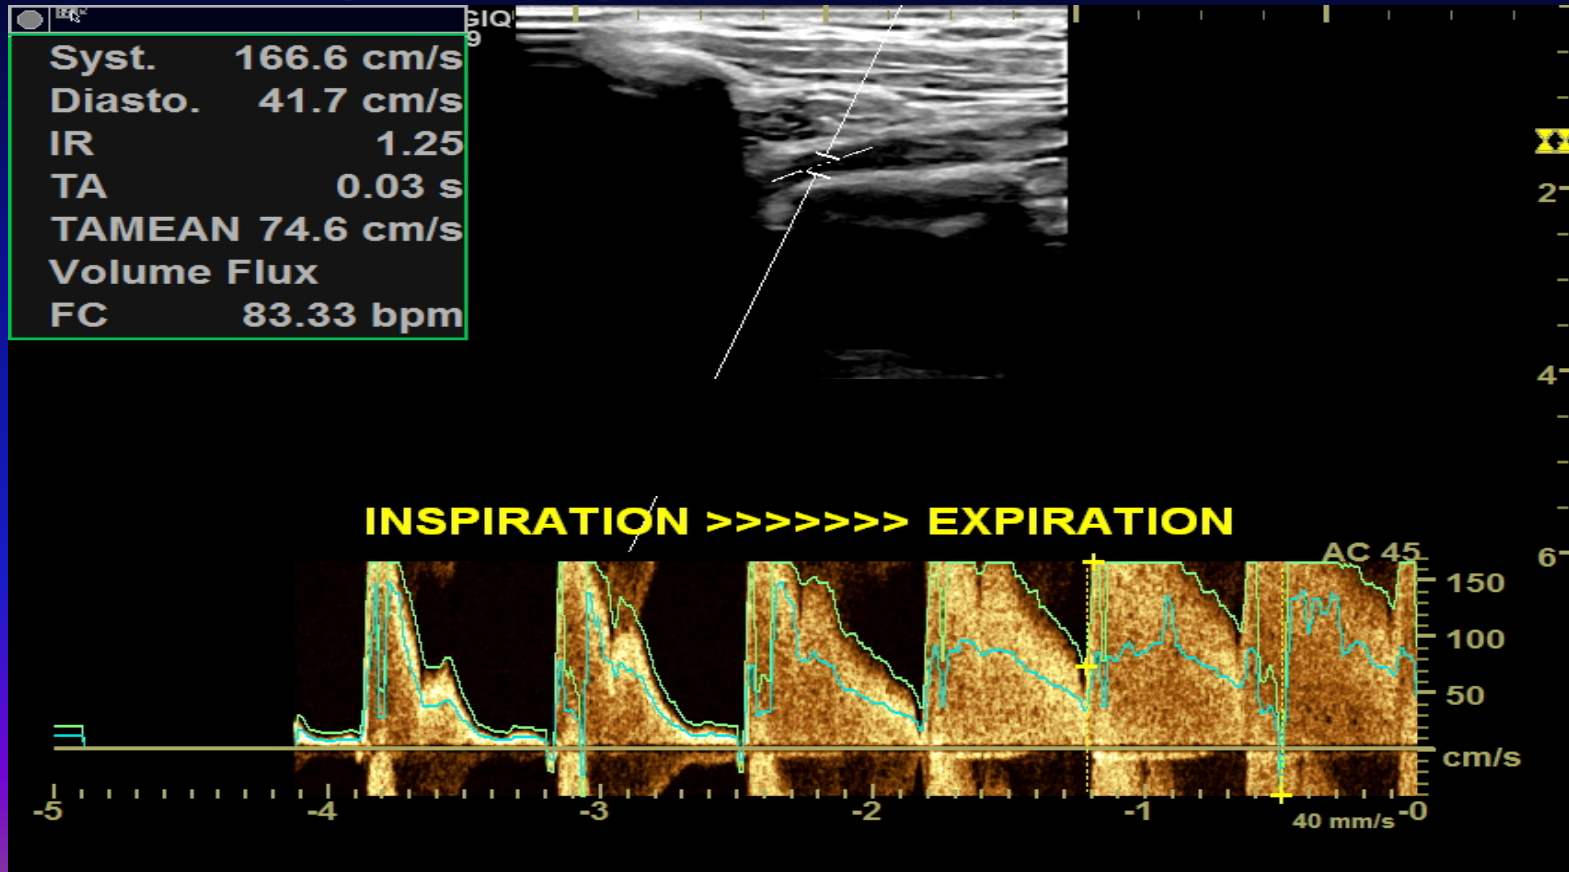 GIQ
9
Syst. 166.6 cm/s
Diasto. 41.7 cm/s
IR 1.25
TA 0.03 s
TAMEAN 74.6 cm/s
Volume Flux
FC 83.33 bpm
2
4
6
INSPIRATION >>>>>>> EXPIRATION
AC 45
150
100
50
cm/s
-5 -4 -3 -2 -1 -0
40 mm/s